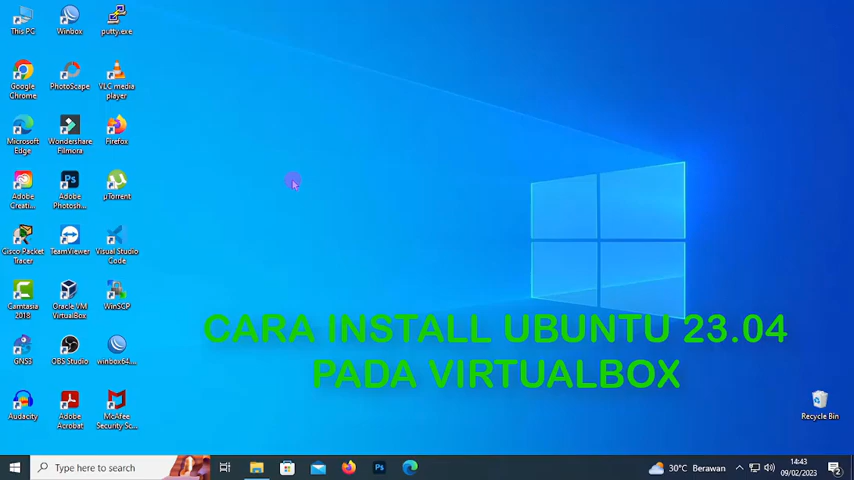 This PC
Winbox
putty.exe
Google
Chrome
PhotoScape
VLC media
player
Microsoft
Edge
Wondershare
Filmora
Firefox
Adobe
Creati...
Adobe
Photosh...
µTorrent
Cisco Packet
Tracer
TeamViewer
Visual Studio
Code
Camtasia
2018
Oracle VM
VirtualBox
WinSCP
GNS3
OBS Studio
winbox64...
Audacity
Adobe
Acrobat
McAfee
Security Sc...
CARA INSTALL UBUNTU 23.04
PADA VIRTUALBOX
Recycle Bin
Type here to search
30°C Berawan
14:43
09/02/2023
2